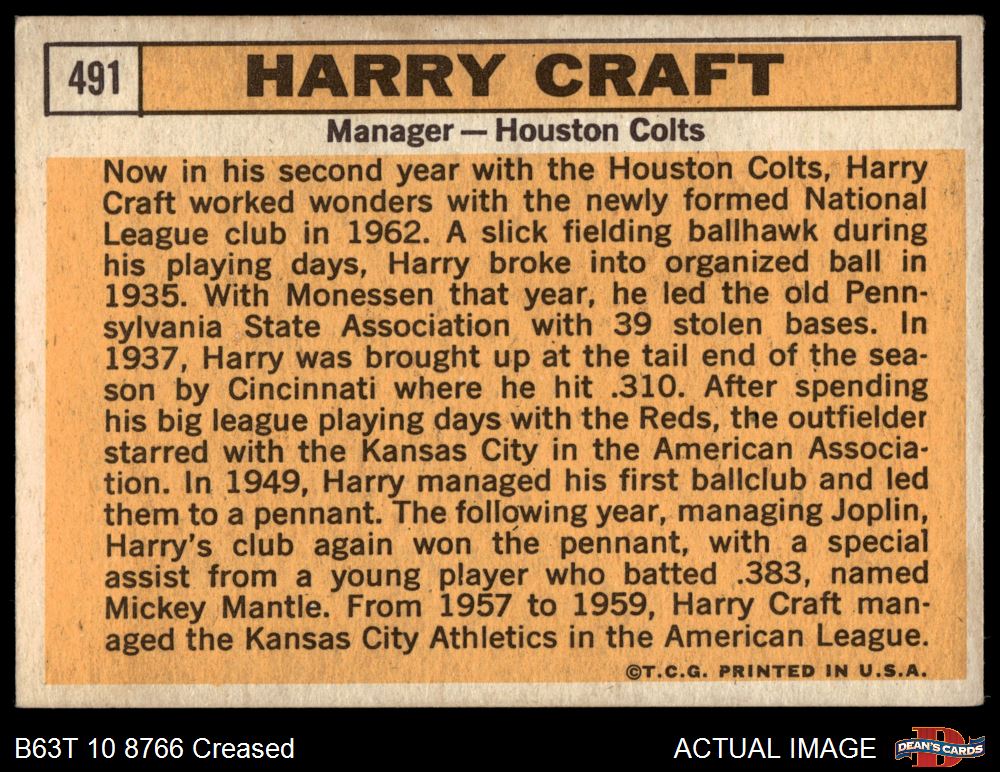 491
HARRY CRAFT
Manager — Houston Colts
Now in his second year with the Houston Colts, Harry
Craft worked wonders with the newly formed National
League club in 1962. A slick fielding ballhawk during
his playing days, Harry broke into organized ball in
1935. With Monessen that year, he led the old Penn-
sylvania State Association with 39 stolen bases. In
1937, Harry was brought up at the tail end of the sea-
son by Cincinnati where he hit .310. After spending
his big league playing days with the Reds, the outfielder
starred with the Kansas City in the American Associa-
tion. In 1949, Harry managed his first ballclub and led
them to a pennant. The following year, managing Joplin,
Harry's club again won the pennant, with a special
assist from a young player who batted .383, named
Mickey Mantle. From 1957 to 1959, Harry Craft man-
aged the Kansas City Athletics in the American League.
©T.C.G. PRINTED IN U.S.A.
B63T 10 8766 Creased
ACTUAL IMAGE
D
DEAN'S CARDS